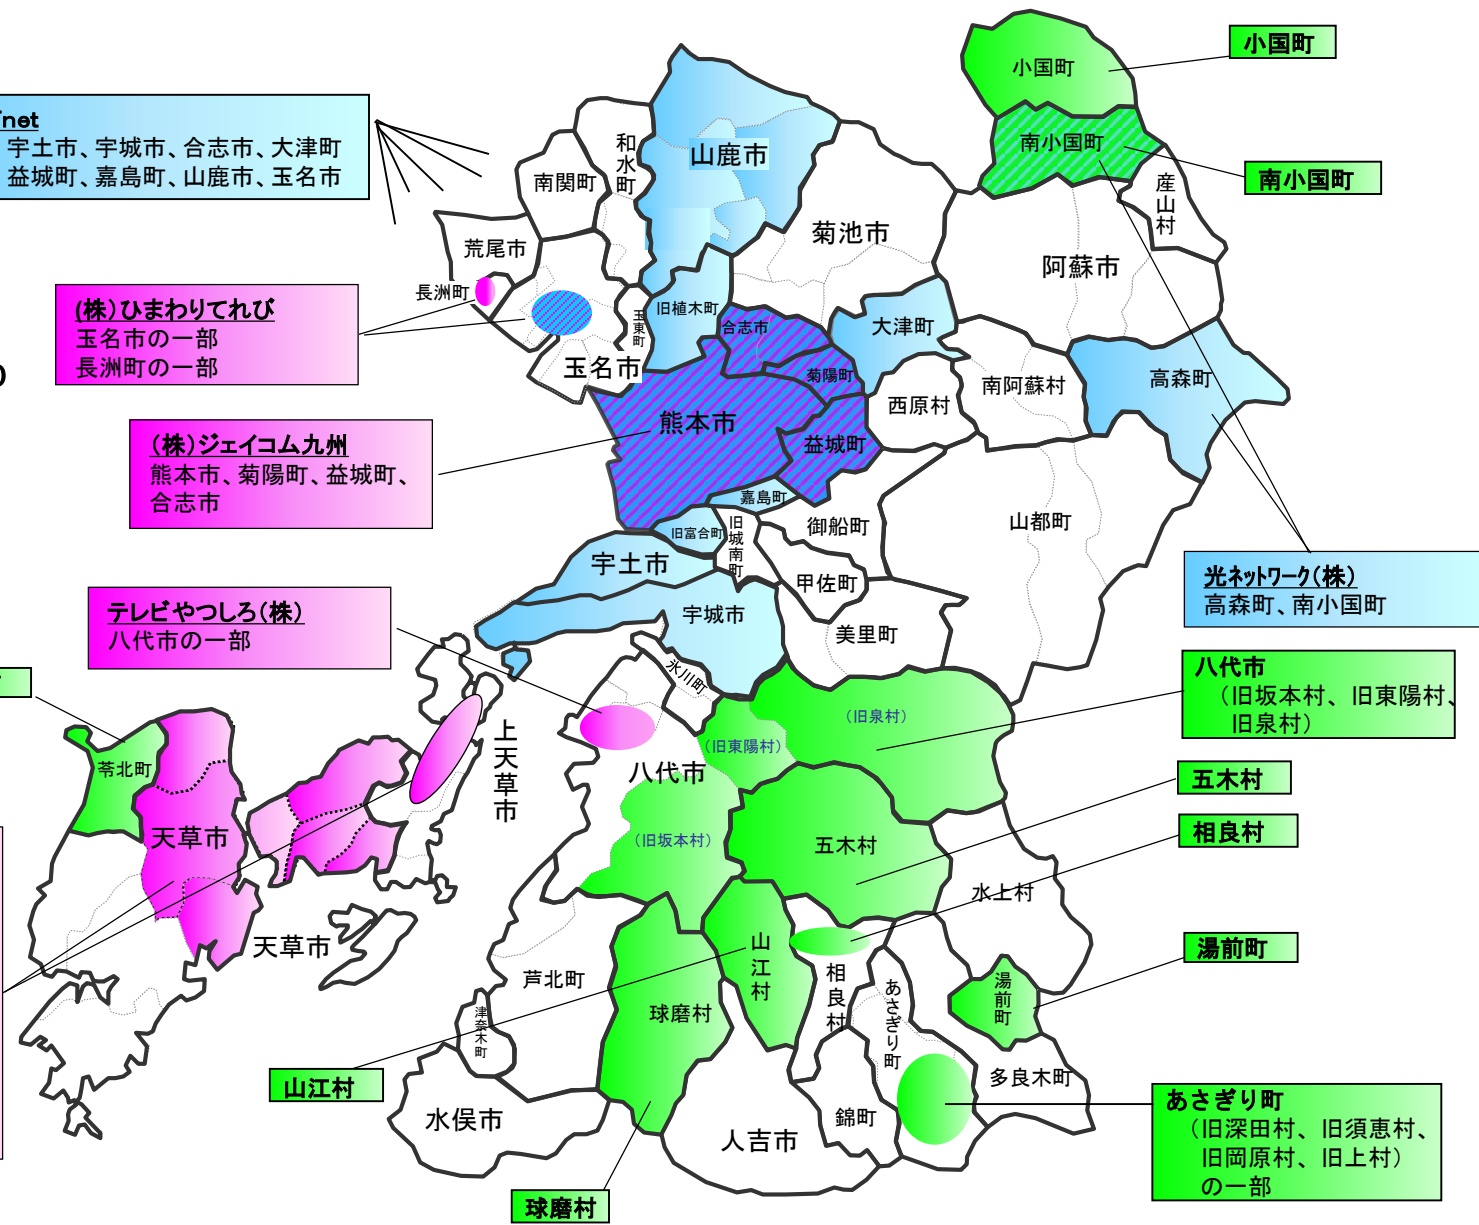 小国町
小国町
南小国町
南小国町
産山村
net
宇土市、宇城市、合志市、大津町
益城町、嘉島町、山鹿市、玉名市
和水町
南関町
山鹿市
菊池市
阿蘇市
荒尾市
長洲町
(株)ひまわりてれび
玉名市の一部
長洲町の一部
玉東町
旧植木町
合志市
大津町
菊陽町
玉名市
西原村
南阿蘇村
高森町
熊本市
益城町
(株)ジェイコム九州
熊本市、菊陽町、益城町、
合志市
嘉島町
旧富合町
旧城南町
御船町
山都町
宇土市
甲佐町
光ネットワーク(株)
高森町、南小国町
テレビやつしろ(株)
八代市の一部
宇城市
美里町
氷川町
八代市
(旧坂本村、旧東陽村、
旧泉村)
(旧泉村)
(旧東陽村)
上天草市
八代市
苓北町
五木村
天草市
(旧坂本村)
五木村
相良村
水上村
天草市
山江村
湯前町
芦北町
相良村
あさぎり町
湯前町
津奈木町
球磨村
多良木町
山江村
水俣市
人吉市
錦町
あさぎり町
(旧深田村、旧須恵村、
旧岡原村、旧上村)
の一部
球磨村